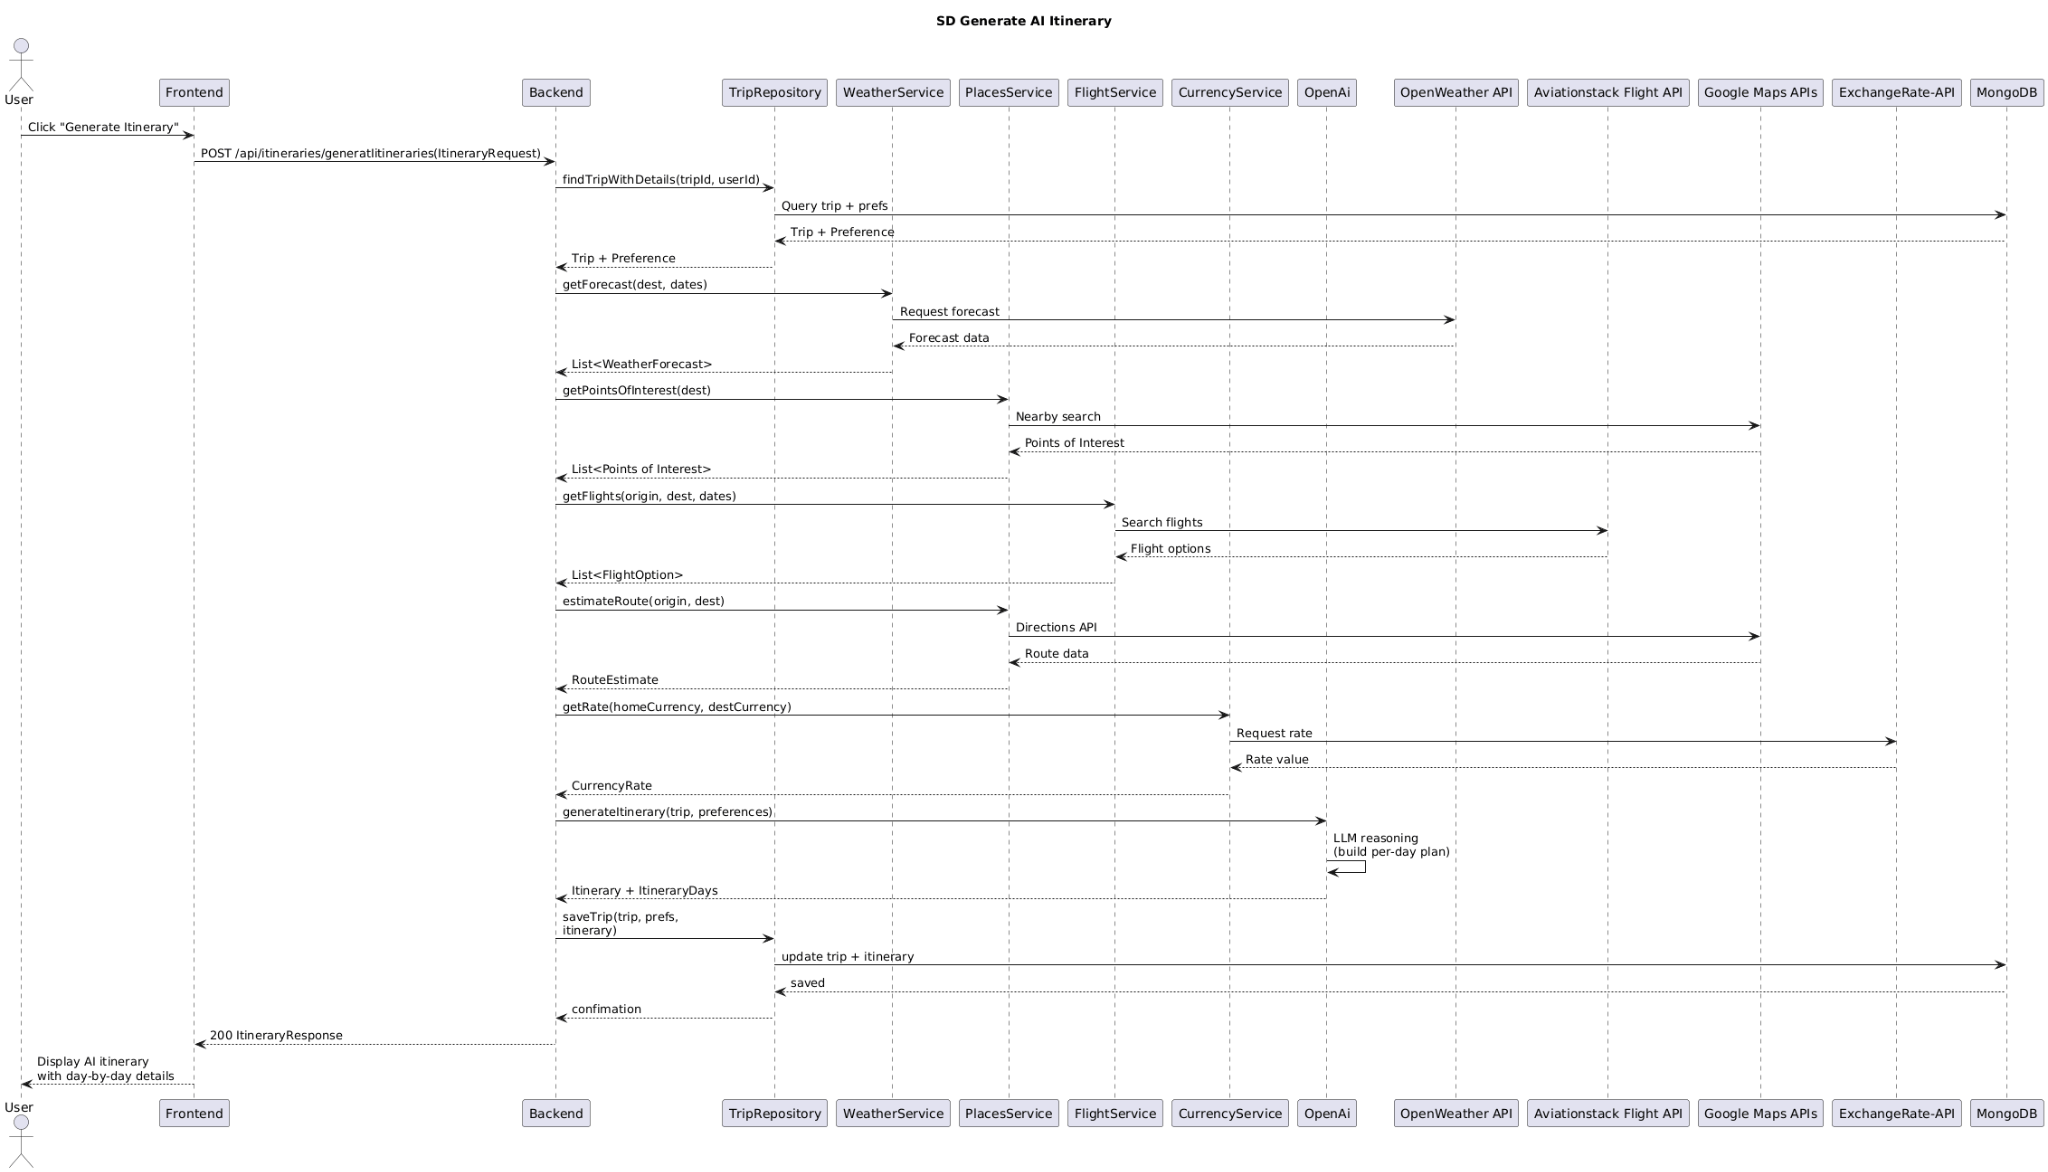 SD Generate AI Itinerary
User
Frontend
Backend
TripRepository
WeatherService
PlacesService
FlightService
CurrencyService
OpenAi
OpenWeather API
Aviationstack Flight API
Google Maps APIs
ExchangeRate-API
MongoDB
Click "Generate Itinerary"
POST /api/itineraries/generatIitineraries(ItineraryRequest)
findTripWithDetails(tripId, userId)
Query trip + prefs
Trip + Preference
Trip + Preference
getForecast(dest, dates)
Request forecast
Forecast data
List<WeatherForecast>
getPointsOfInterest(dest)
Nearby search
Points of Interest
List<Points of Interest>
getFlights(origin, dest, dates)
Search flights
Flight options
List<FlightOption>
estimateRoute(origin, dest)
Directions API
Route data
RouteEstimate
getRate(homeCurrency, destCurrency)
Request rate
Rate value
CurrencyRate
generateItinerary(trip, preferences)
LLM reasoning
(build per-day plan)
Itinerary + ItineraryDays
saveTrip(trip, prefs,
itinerary)
update trip + itinerary
saved
confimation
200 ItineraryResponse
Display AI itinerary
with day-by-day details
User
Frontend
Backend
TripRepository
WeatherService
PlacesService
FlightService
CurrencyService
OpenAi
OpenWeather API
Aviationstack Flight API
Google Maps APIs
ExchangeRate-API
MongoDB